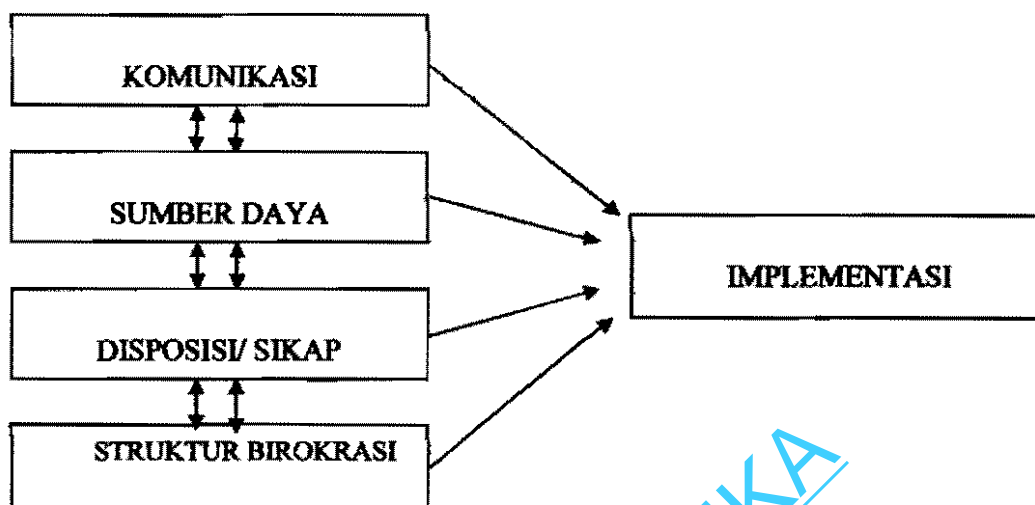 KOMUNIKASI
SUMBER DAYA
DISPOSISI/ SIKAP
STRUKTUR BIROKRASI
IMPLEMENTASI